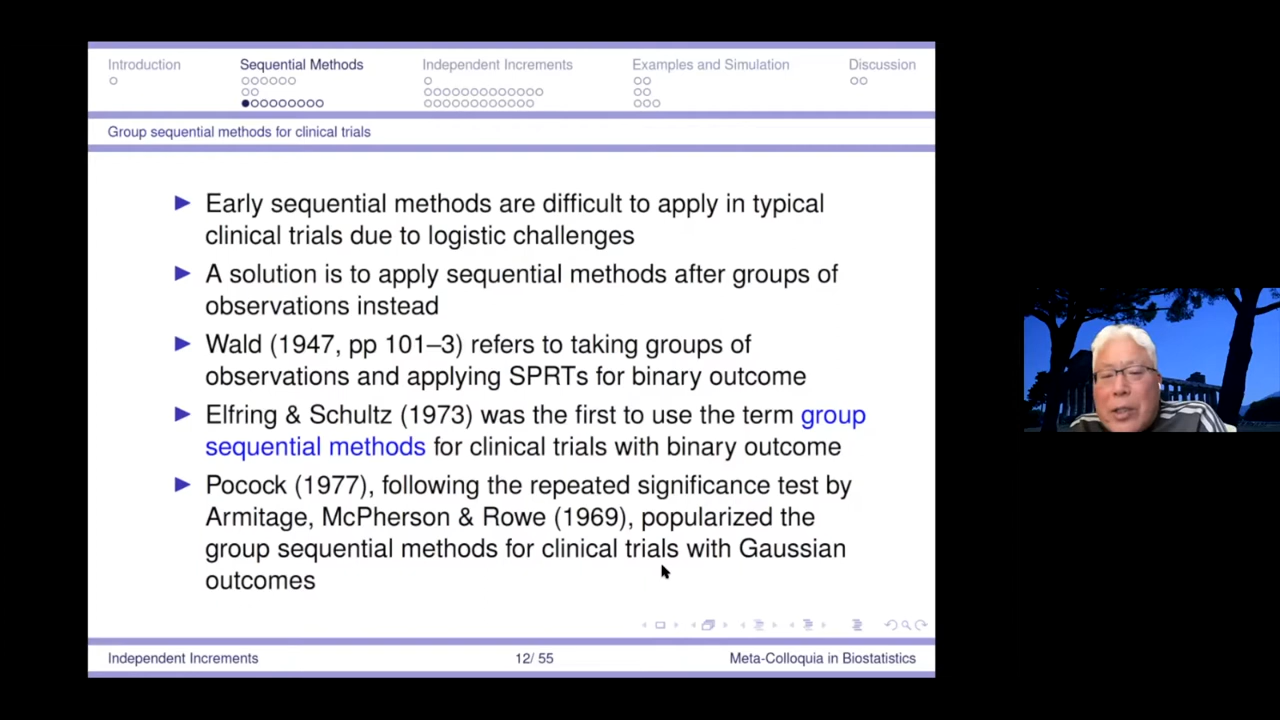 Introduction
Sequential Methods
Independent Increments
Examples and Simulation
Discussion
Group sequential methods for clinical trials
Early sequential methods are difficult to apply in typical
clinical trials due to logistic challenges
A solution is to apply sequential methods after groups of
observations instead
Wald (1947, pp 101–3) refers to taking groups of
observations and applying SPRTs for binary outcome
Elfring & Schultz (1973) was the first to use the term group
sequential methods for clinical trials with binary outcome
Pocock (1977), following the repeated significance test by
Armitage, McPherson & Rowe (1969), popularized the
group sequential methods for clinical trials with Gaussian
outcomes
Independent Increments
12/ 55
Meta-Colloquia in Biostatistics